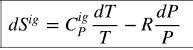 dS^{ig} = C_P^{ig} \frac{dT}{T} - R \frac{dP}{P}